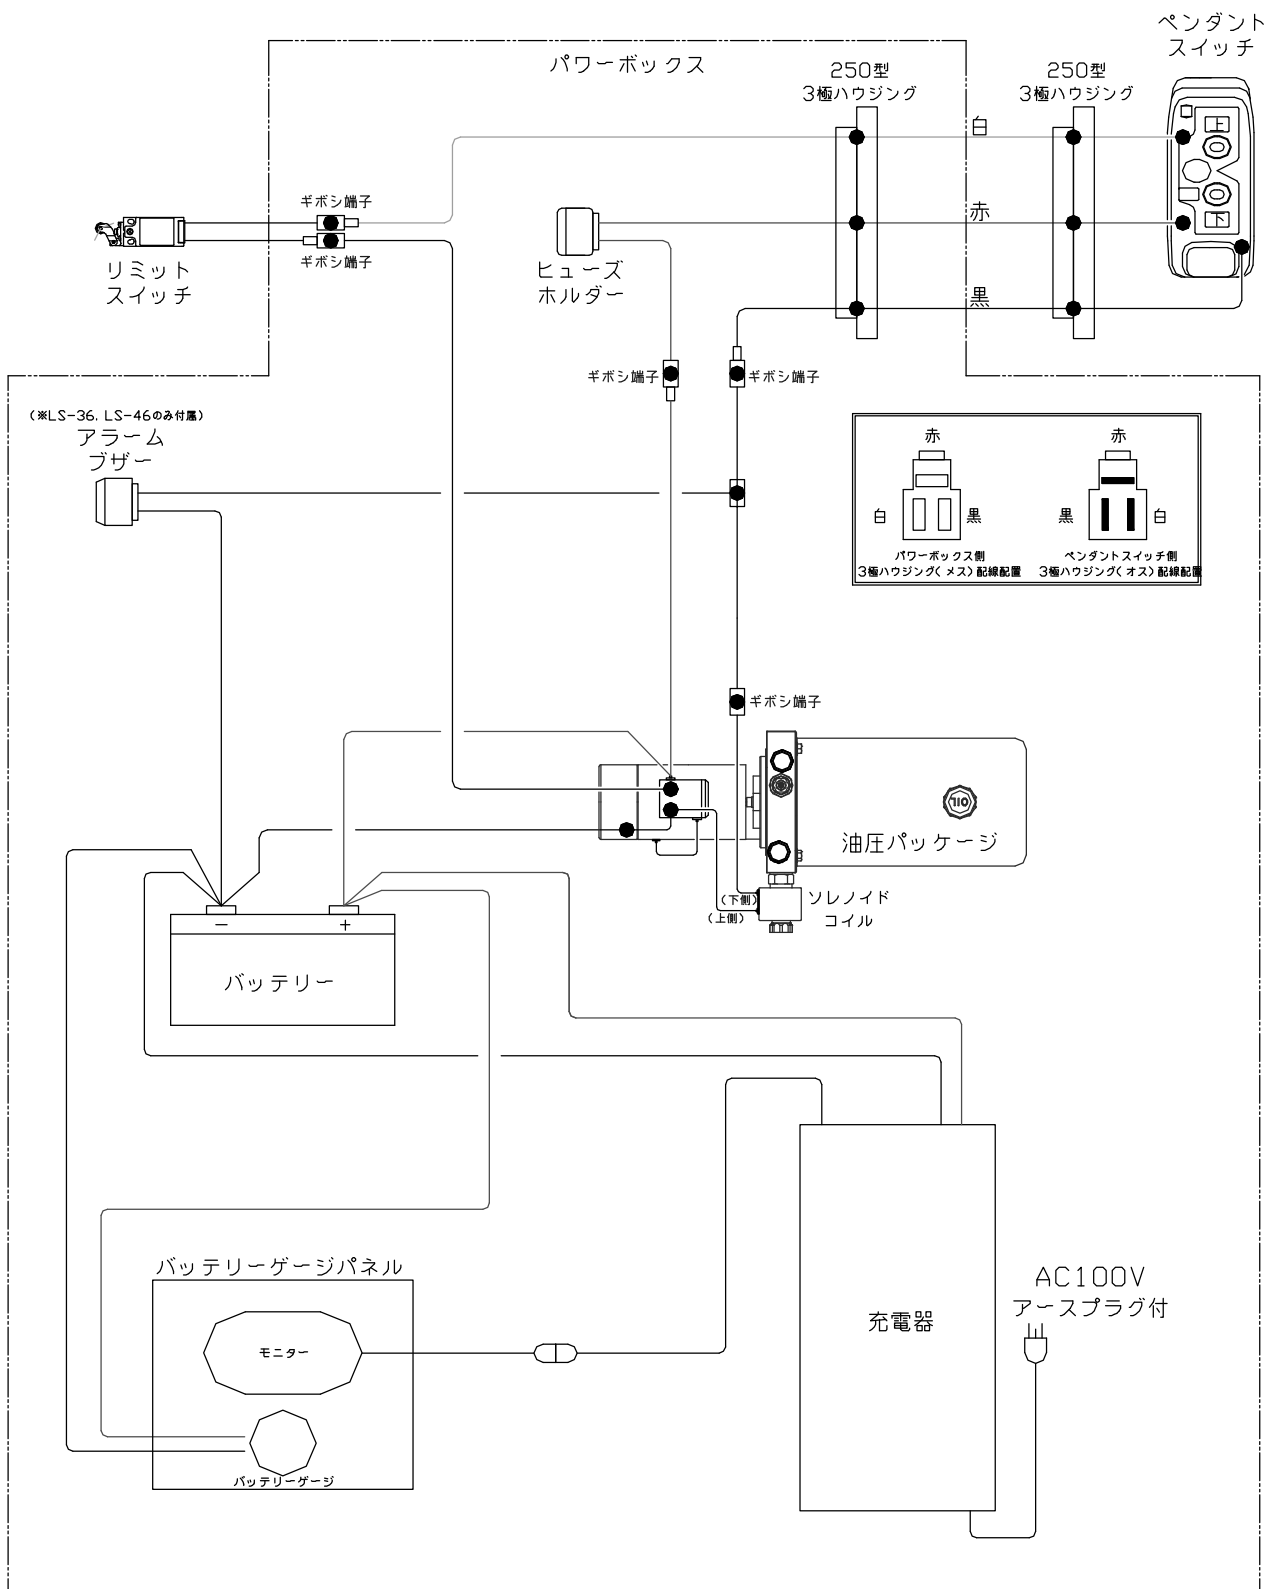 ペンダント
スイッチ
パワーボックス
250型
3極ハウジング
250型
3極ハウジング
白
上
ギボシ端子
赤
下
ギボシ端子
リミット
スイッチ
ヒューズ
ホルダー
黒
ギボシ端子
ギボシ端子
(※LS-36, LS-46のみ付属)
アラーム
ブザー
赤
赤
白
黒
黒
白
パワーボックス側
3極ハウジング(メス)配線配置
ペンダントスイッチ側
3極ハウジング(オス)配線配置
ギボシ端子
OIL
油圧パッケージ
(下側)
(上側)
ソレノイド
コイル
−
+
バッテリー
バッテリーゲージパネル
モニター
バッテリーゲージ
充電器
AC100V
アースプラグ付